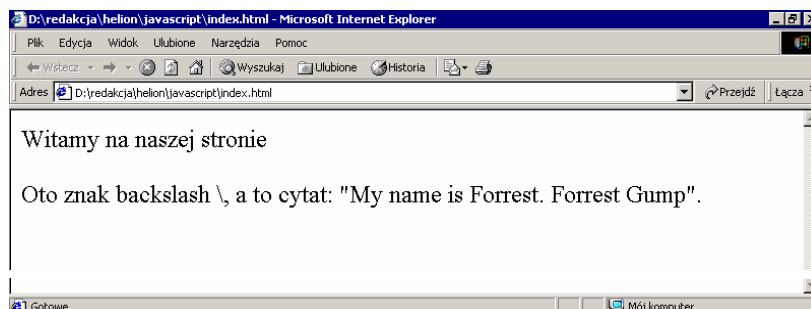 D:\redakcja\helion\javascript\index.html - Microsoft Internet Explorer
Plik Edycja Widok Ulubione Narzędzia Pomoc
Wstecz Wyszukaj Ulubione Historia
Adres D:\redakcja\helion\javascript\index.html Przejdź Łącza
Witamy na naszej stronie
Oto znak backslash \, a to cytat: "My name is Forrest. Forrest Gump".
Gotowe Mój komputer